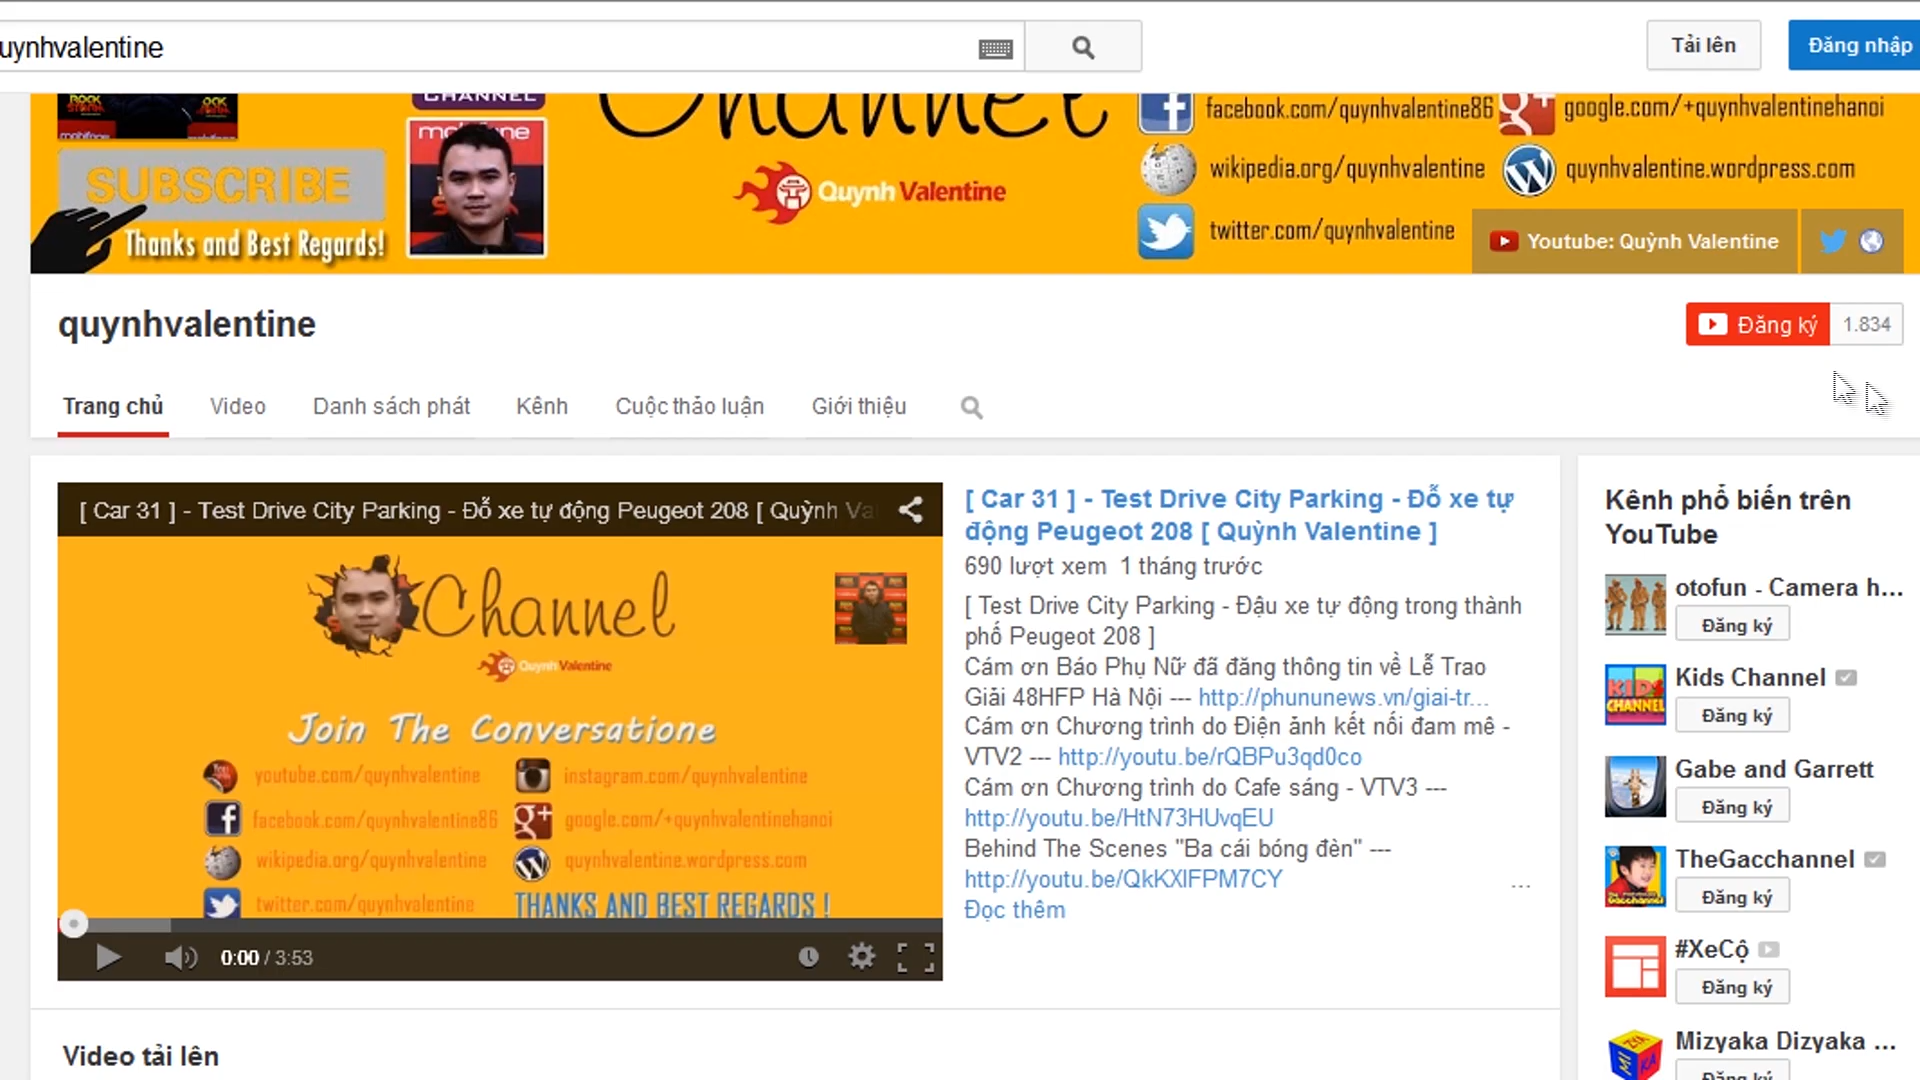 uynhvalentine
Tải lên
Đăng nhập
CHANNEL
Channel
facebook.com/quynhvalentine86
google.com/+quynhvalentinehanoi
ROCK
mobifone
mobifone
SUBSCRIBE
Thanks and Best Regards!
Quynh Valentine
wikipedia.org/quynhvalentine
quynhvalentine.wordpress.com
twitter.com/quynhvalentine
Youtube: Quỳnh Valentine
quynhvalentine
Đăng ký 1.834
Trang chủ Video Danh sách phát Kênh Cuộc thảo luận Giới thiệu
[ Car 31 ] - Test Drive City Parking - Đỗ xe tự động Peugeot 208 [ Quỳnh Va
Channel
Quynh Valentine
Join The Conversatione
youtube.com/quynhvalentine
instagram.com/quynhvalentine
facebook.com/quynhvalentine86
google.com/+quynhvalentinehanoi
wikipedia.org/quynhvalentine
quynhvalentine.wordpress.com
twitter.com/quynhvalentine
THANKS AND BEST REGARDS !
0:00 / 3:53
[ Car 31 ] - Test Drive City Parking - Đỗ xe tự
động Peugeot 208 [ Quỳnh Valentine ]
690 lượt xem 1 tháng trước
[ Test Drive City Parking - Đậu xe tự động trong thành
phố Peugeot 208 ]
Cám ơn Báo Phụ Nữ đã đăng thông tin về Lễ Trao
Giải 48HFP Hà Nội --- http://phununews.vn/giai-tr...
Cám ơn Chương trình do Điện ảnh kết nối đam mê -
VTV2 --- http://youtu.be/rQBPu3qd0co
Cám ơn Chương trình do Cafe sáng - VTV3 ---
http://youtu.be/HtN73HUvqEU
Behind The Scenes "Ba cái bóng đèn" ---
http://youtu.be/QkKXlFPM7CY ...
Đọc thêm
Video tải lên
Kênh phổ biến trên
YouTube
otofun - Camera h...
Đăng ký
KIDS
CHANNEL
Kids Channel
Đăng ký
Gabe and Garrett
Đăng ký
TheGacchannel
Đăng ký
#XeCộ
Đăng ký
Mizyaka Dizyaka ...
Đăng ký